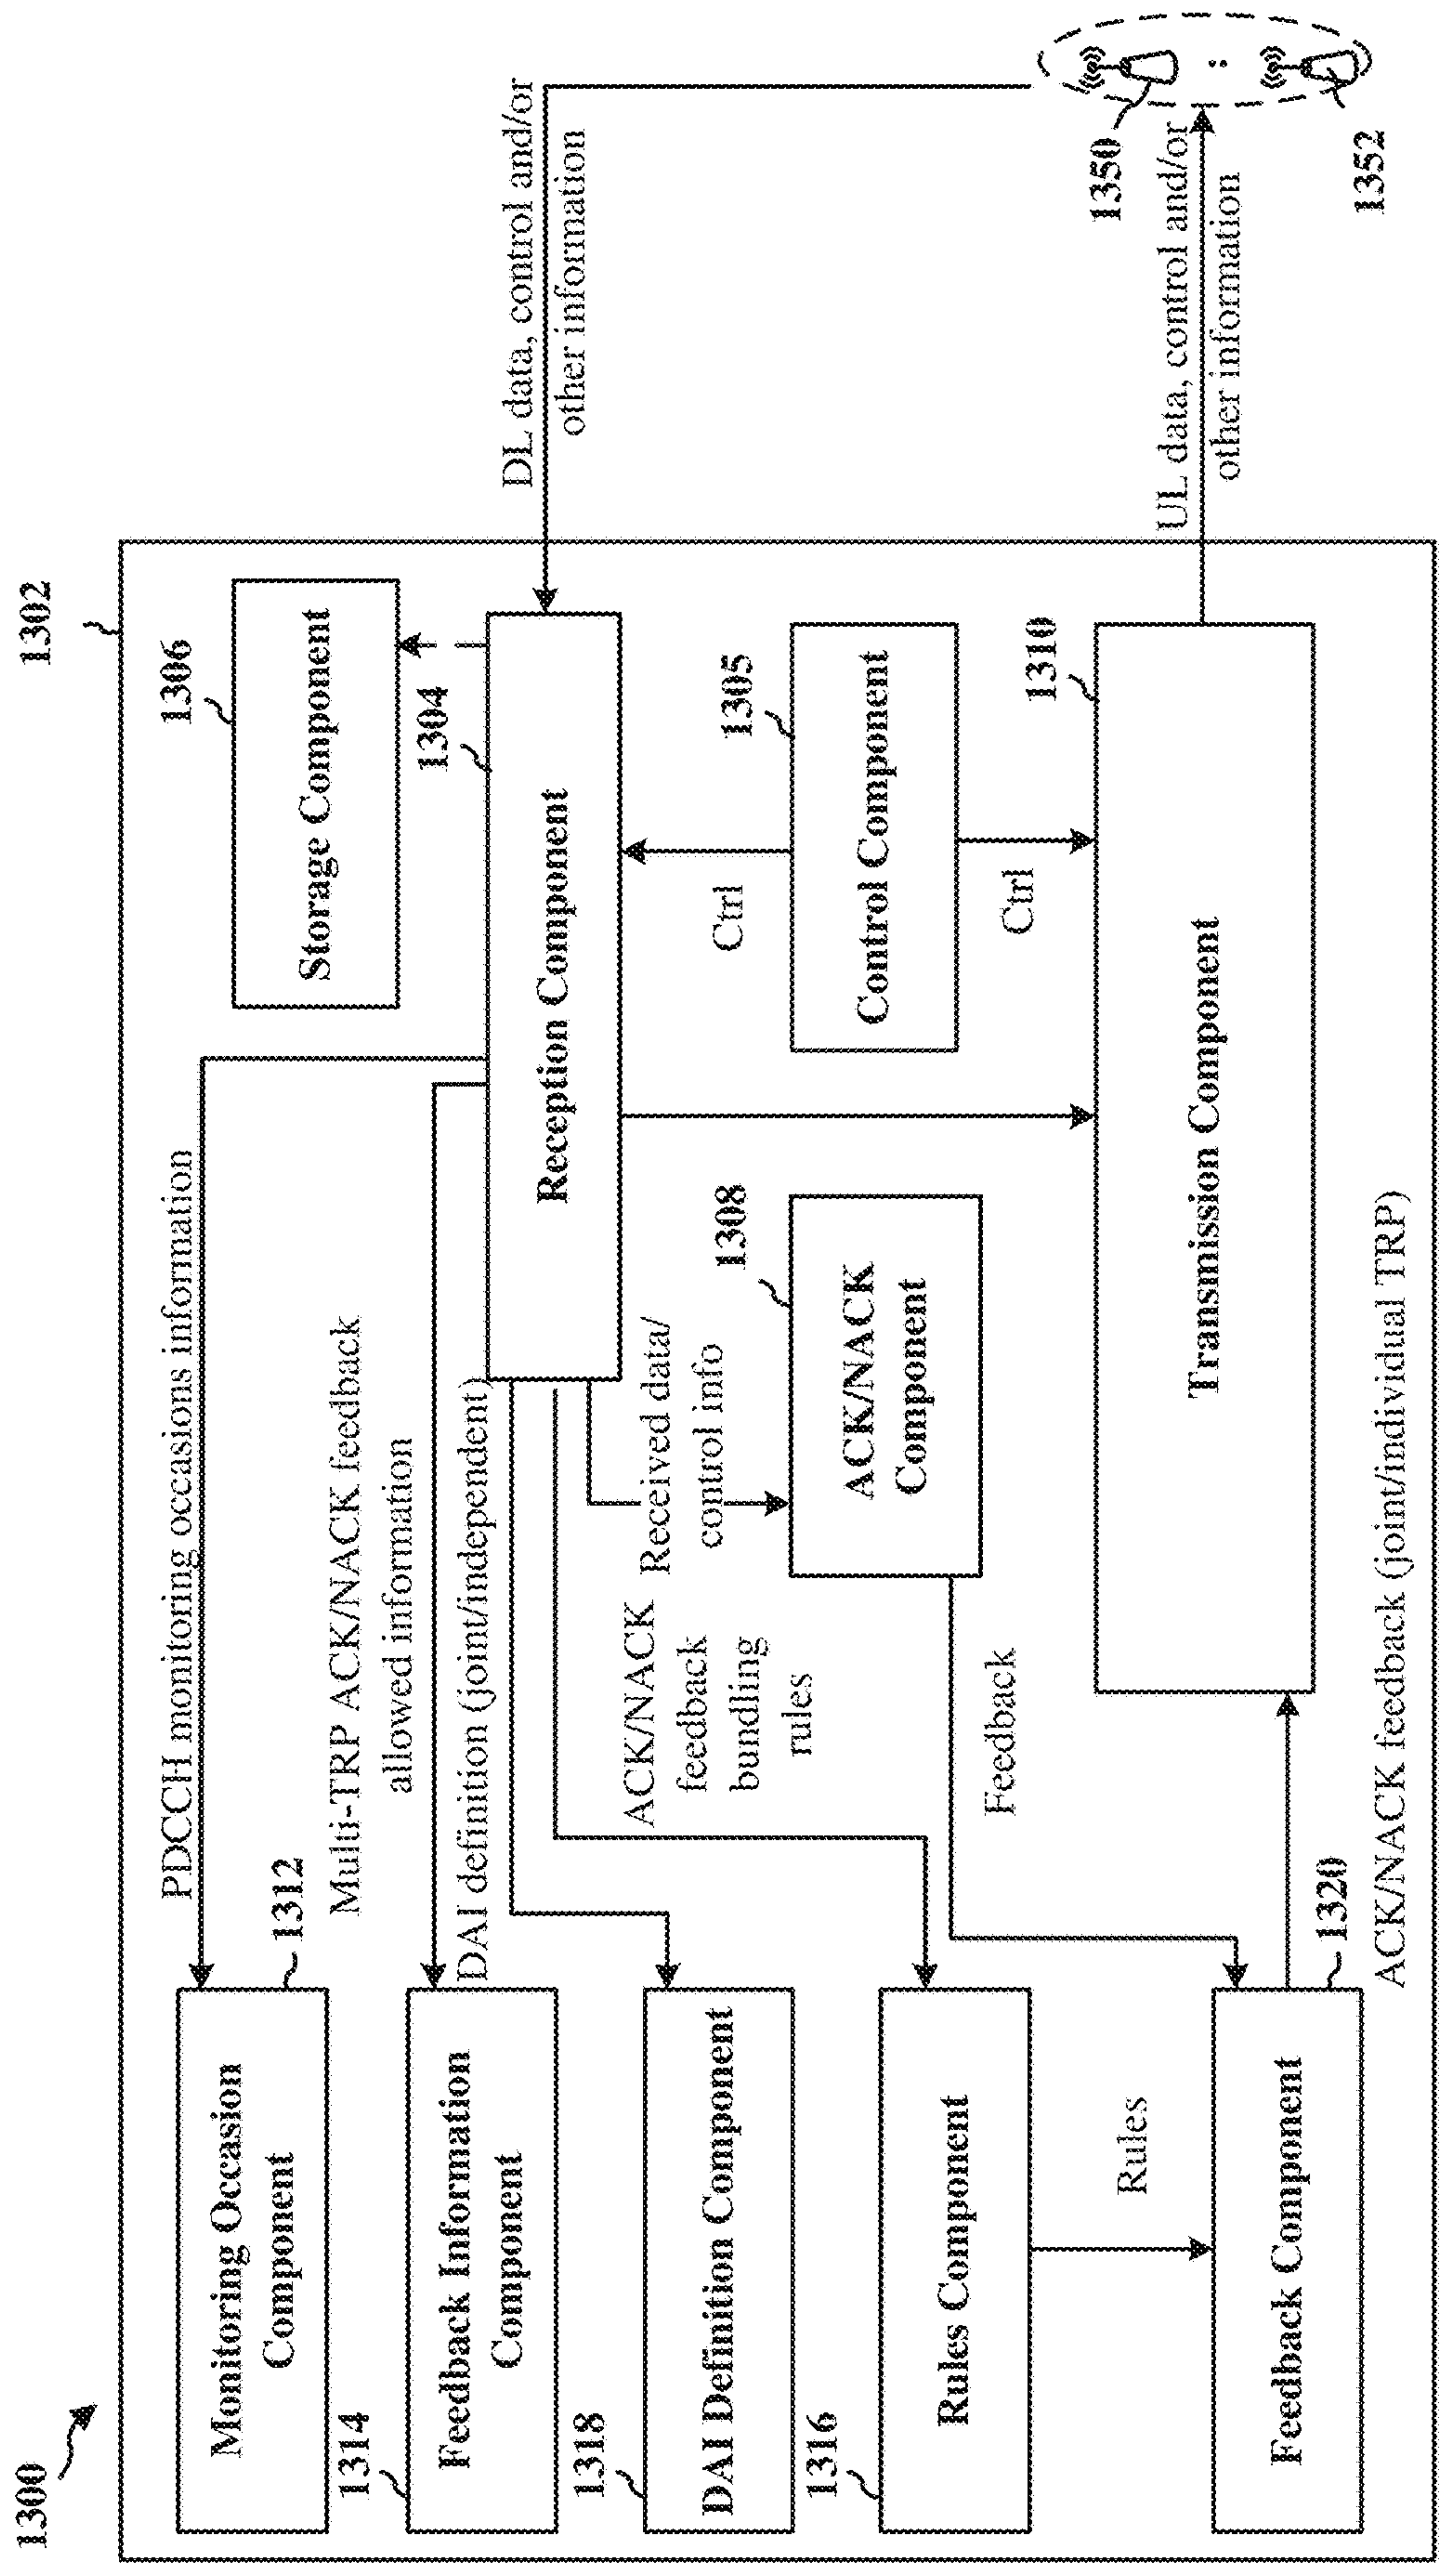 1300
1302
Monitoring Occasion
Component
1312
PDCCH monitoring occasions information
1306
Storage Component
1314
Feedback Information
Component
Multi-TRP ACK/NACK feedback
allowed information
1304
Reception Component
DL data, control and/or
other information
DAI definition (joint/independent)
1318
DAI Definition Component
ACK/NACK
feedback
bundling
rules
Received data/
control info
1308
ACK/NACK
Component
Ctrl
1305
Control Component
Ctrl
1316
Rules Component
Rules
Feedback
1310
Transmission Component
UL data, control and/or
other information
1350
1352
Feedback Component
1320
ACK/NACK feedback (joint/individual TRP)